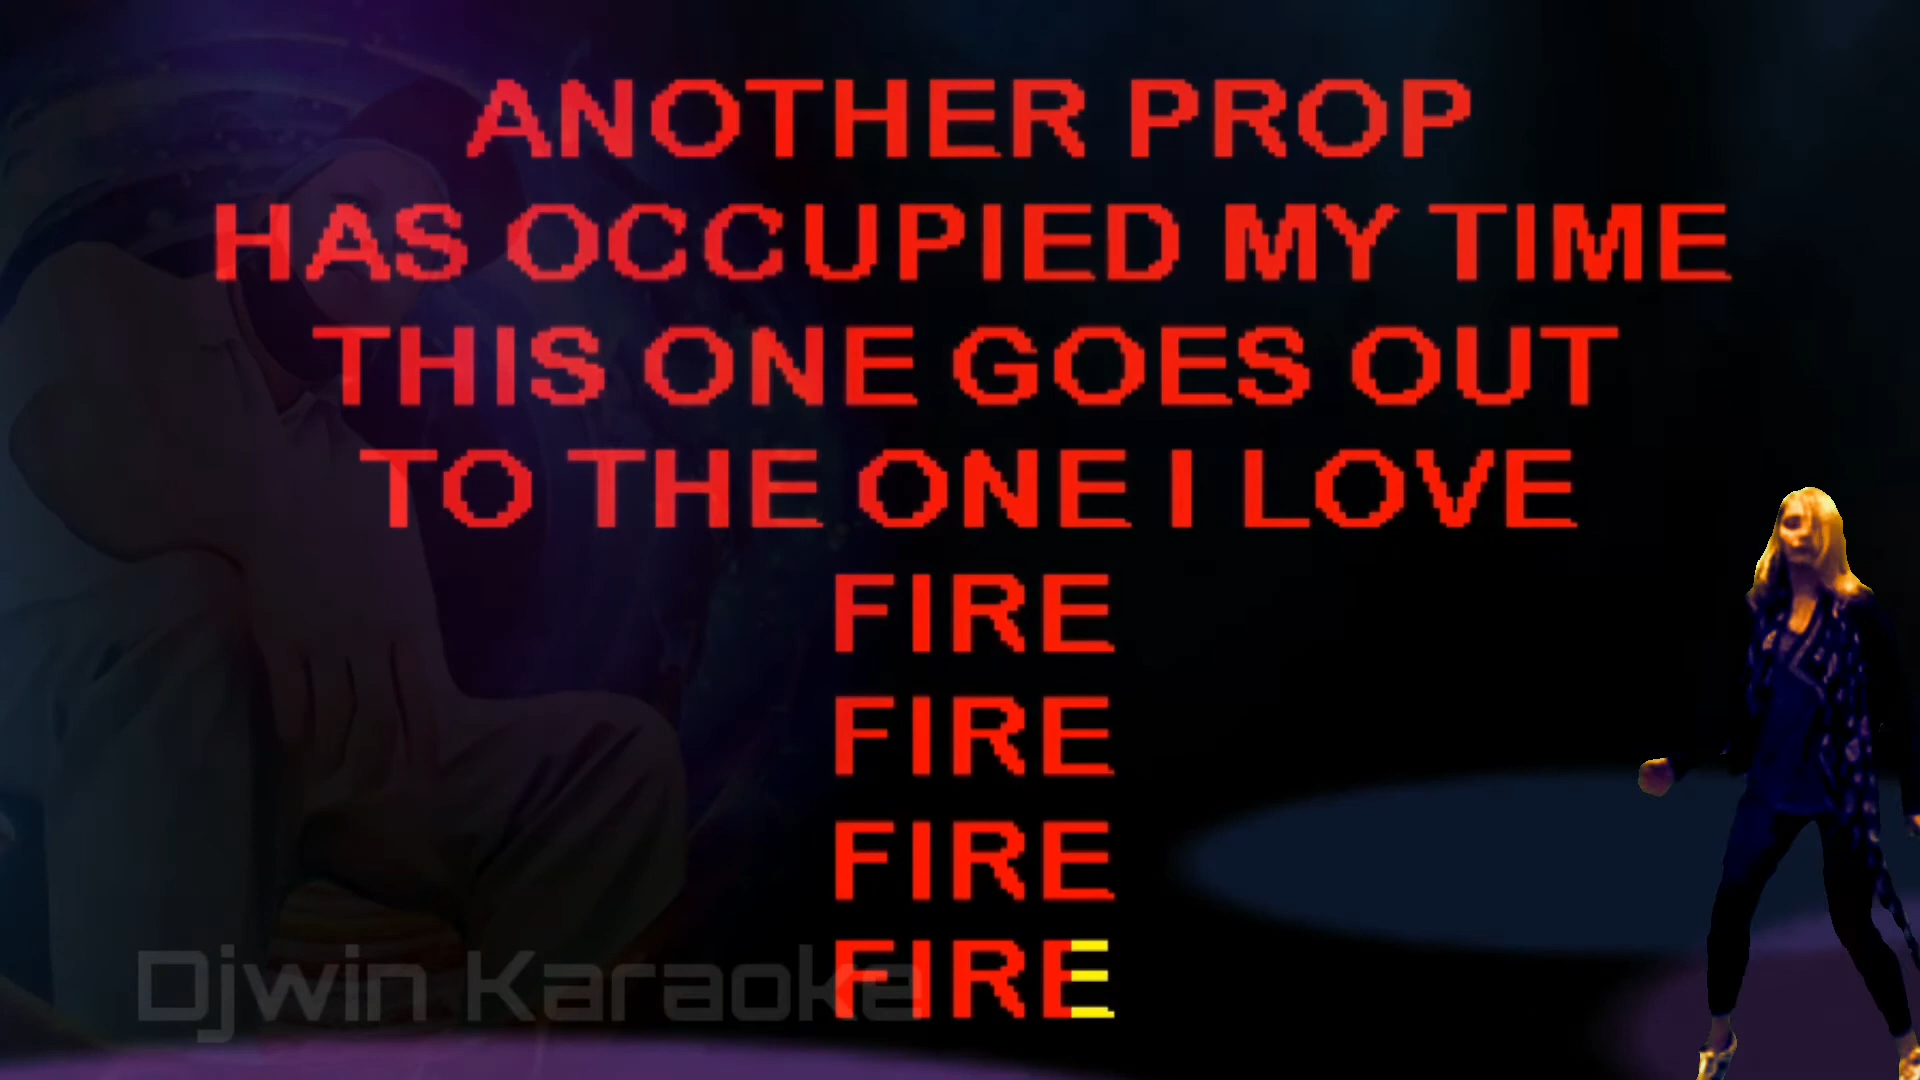 ANOTHER PROP
HAS OCCUPIED MY TIME
THIS ONE GOES OUT
TO THE ONE I LOVE
FIRE
FIRE
FIRE
FIRE
Djwin Karaoke